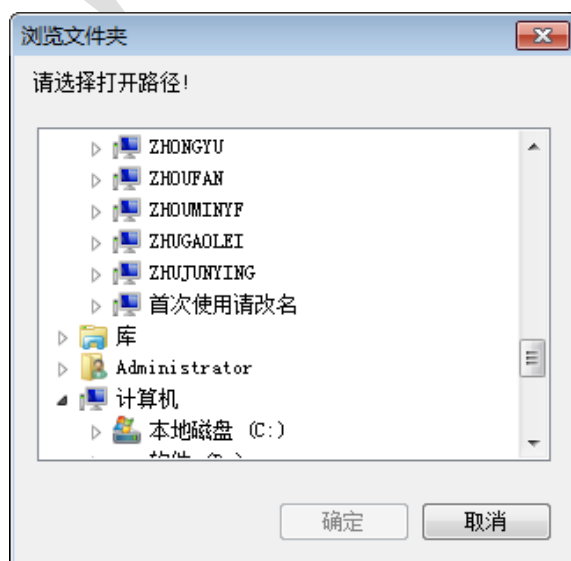 浏览文件夹
请选择打开路径!
ZHONGYU
ZHOUFAN
ZHOUMINYF
ZHUGAOLEI
ZHUJUNYING
首次使用请改名
库
Administrator
计算机
本地磁盘 (C:)
确定
取消